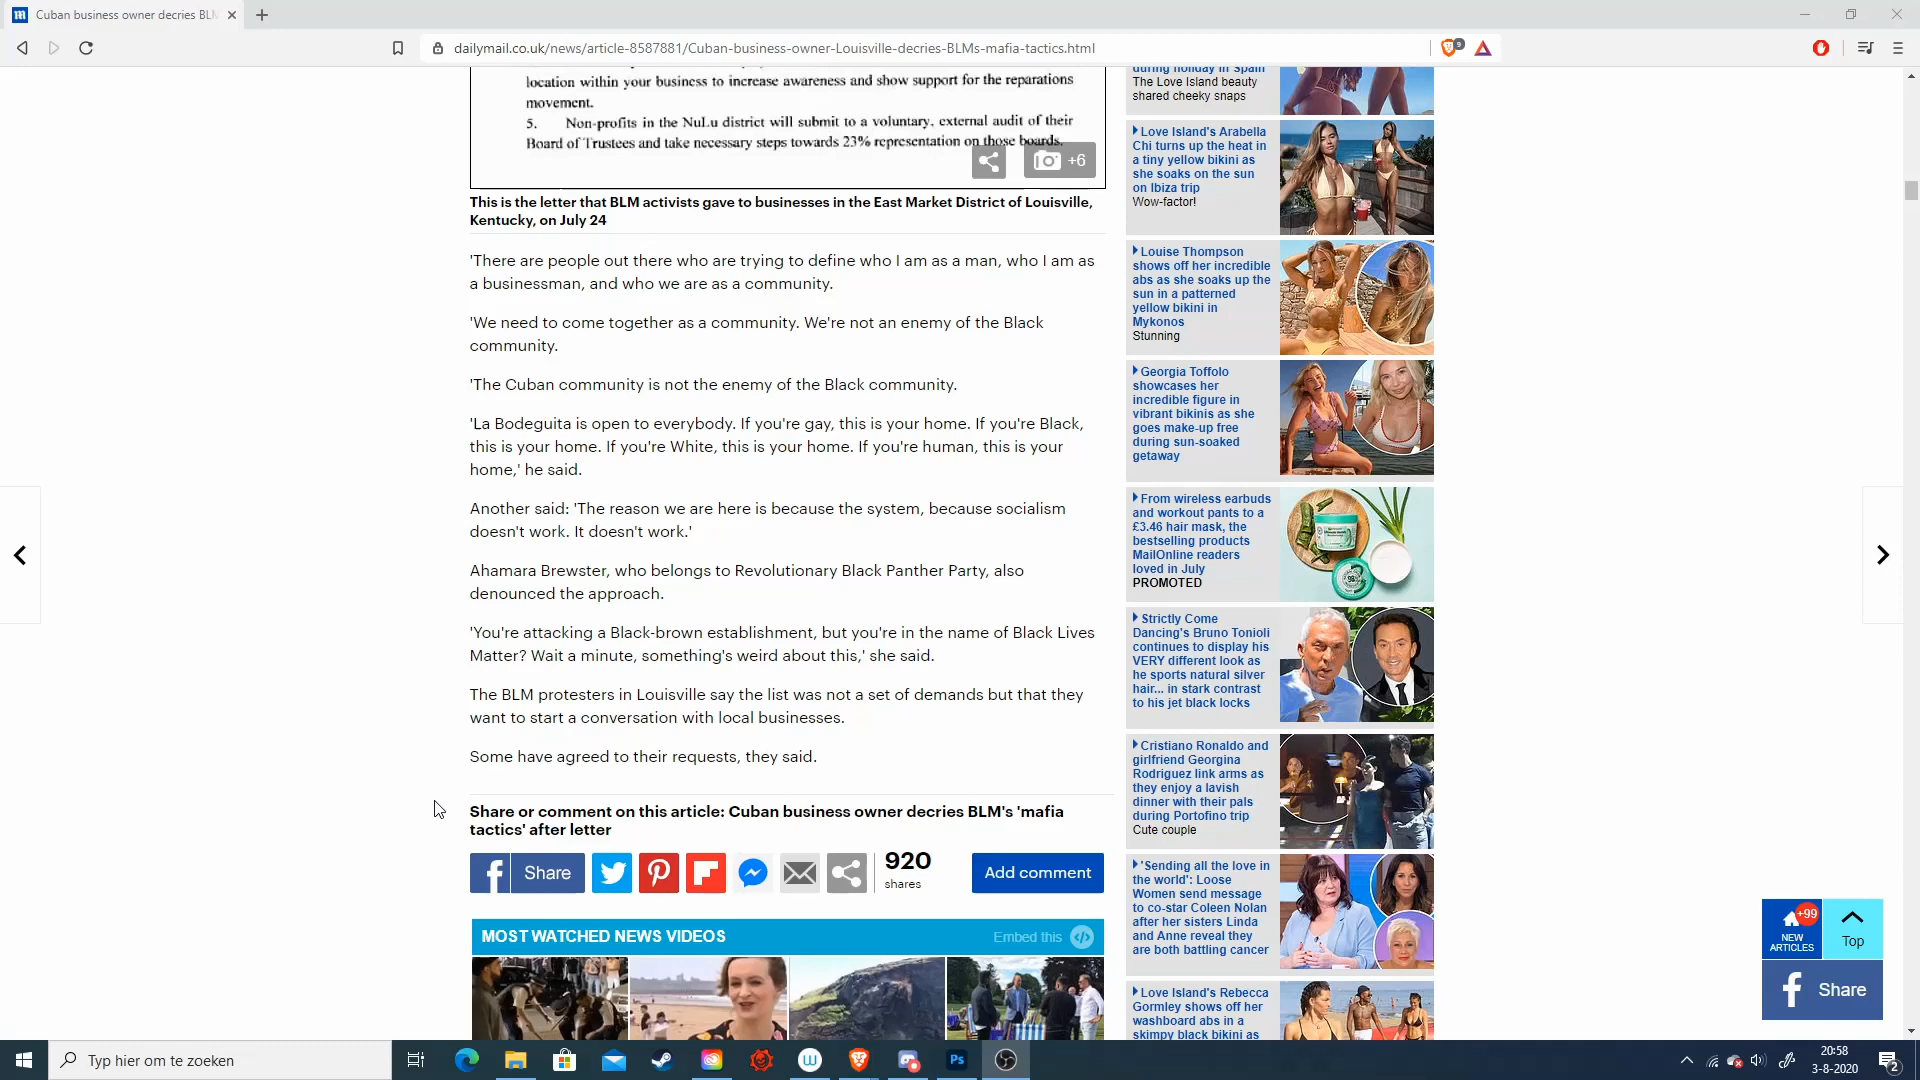 Cuban business owner decries BLM
dailymail.co.uk/news/article-8587881/Cuban-business-owner-Louisville-decries-BLMs-mafia-tactics.html
9
location within your business to increase awareness and show support for the reparations
movement.
5. Non-profits in the NuLu district will submit to a voluntary, external audit of their
Board of Trustees and take necessary steps towards 23% representation on those boards.
+6
This is the letter that BLM activists gave to businesses in the East Market District of Louisville,
Kentucky, on July 24
'There are people out there who are trying to define who I am as a man, who I am as
a businessman, and who we are as a community.
'We need to come together as a community. We're not an enemy of the Black
community.
'The Cuban community is not the enemy of the Black community.
'La Bodeguita is open to everybody. If you're gay, this is your home. If you're Black,
this is your home. If you're White, this is your home. If you're human, this is your
home,' he said.
Another said: 'The reason we are here is because the system, because socialism
doesn't work. It doesn't work.'
Ahamara Brewster, who belongs to Revolutionary Black Panther Party, also
denounced the approach.
'You're attacking a Black-brown establishment, but you're in the name of Black Lives
Matter? Wait a minute, something's weird about this,' she said.
The BLM protesters in Louisville say the list was not a set of demands but that they
want to start a conversation with local businesses.
Some have agreed to their requests, they said.
Share or comment on this article: Cuban business owner decries BLM's 'mafia
tactics' after letter
Share
920
shares
Add comment
MOST WATCHED NEWS VIDEOS
Embed this
during holiday in Spain
The Love Island beauty
shared cheeky snaps
Love Island's Arabella
Chi turns up the heat in
a tiny yellow bikini as
she soaks on the sun
on Ibiza trip
Wow-factor!
Louise Thompson
shows off her incredible
abs as she soaks up the
sun in a patterned
yellow bikini in
Mykonos
Stunning
Georgia Toffolo
showcases her
incredible figure in
vibrant bikinis as she
goes make-up free
during sun-soaked
getaway
From wireless earbuds
and workout pants to a
£3.46 hair mask, the
bestselling products
MailOnline readers
loved in July
PROMOTED
Strictly Come
Dancing's Bruno Tonioli
continues to display his
VERY different look as
he sports natural silver
hair... in stark contrast
to his jet black locks
Cristiano Ronaldo and
girlfriend Georgina
Rodriguez link arms as
they enjoy a lavish
dinner with their pals
during Portofino trip
Cute couple
'Sending all the love in
the world': Loose
Women send message
to co-star Coleen Nolan
after her sisters Linda
and Anne reveal they
are both battling cancer
Love Island's Rebecca
Gormley shows off her
washboard abs in a
skimpy black bikini as
+99
NEW
ARTICLES
Top
Share
Typ hier om te zoeken
Ps
20:58
3-8-2020
2